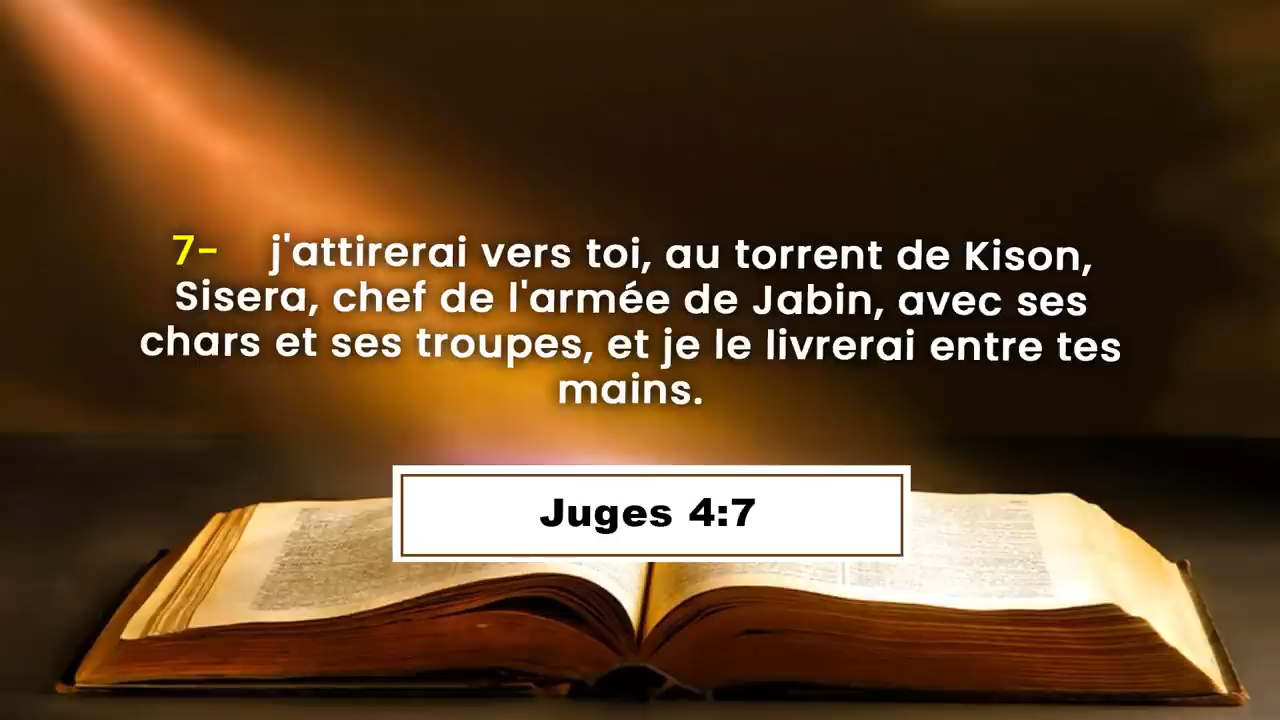 7- j'attirerai vers toi, au torrent de Kison,
Sisera, chef de l'armée de Jabin, avec ses
chars et ses troupes, et je le livrerai entre tes
mains.
Juges 4:7